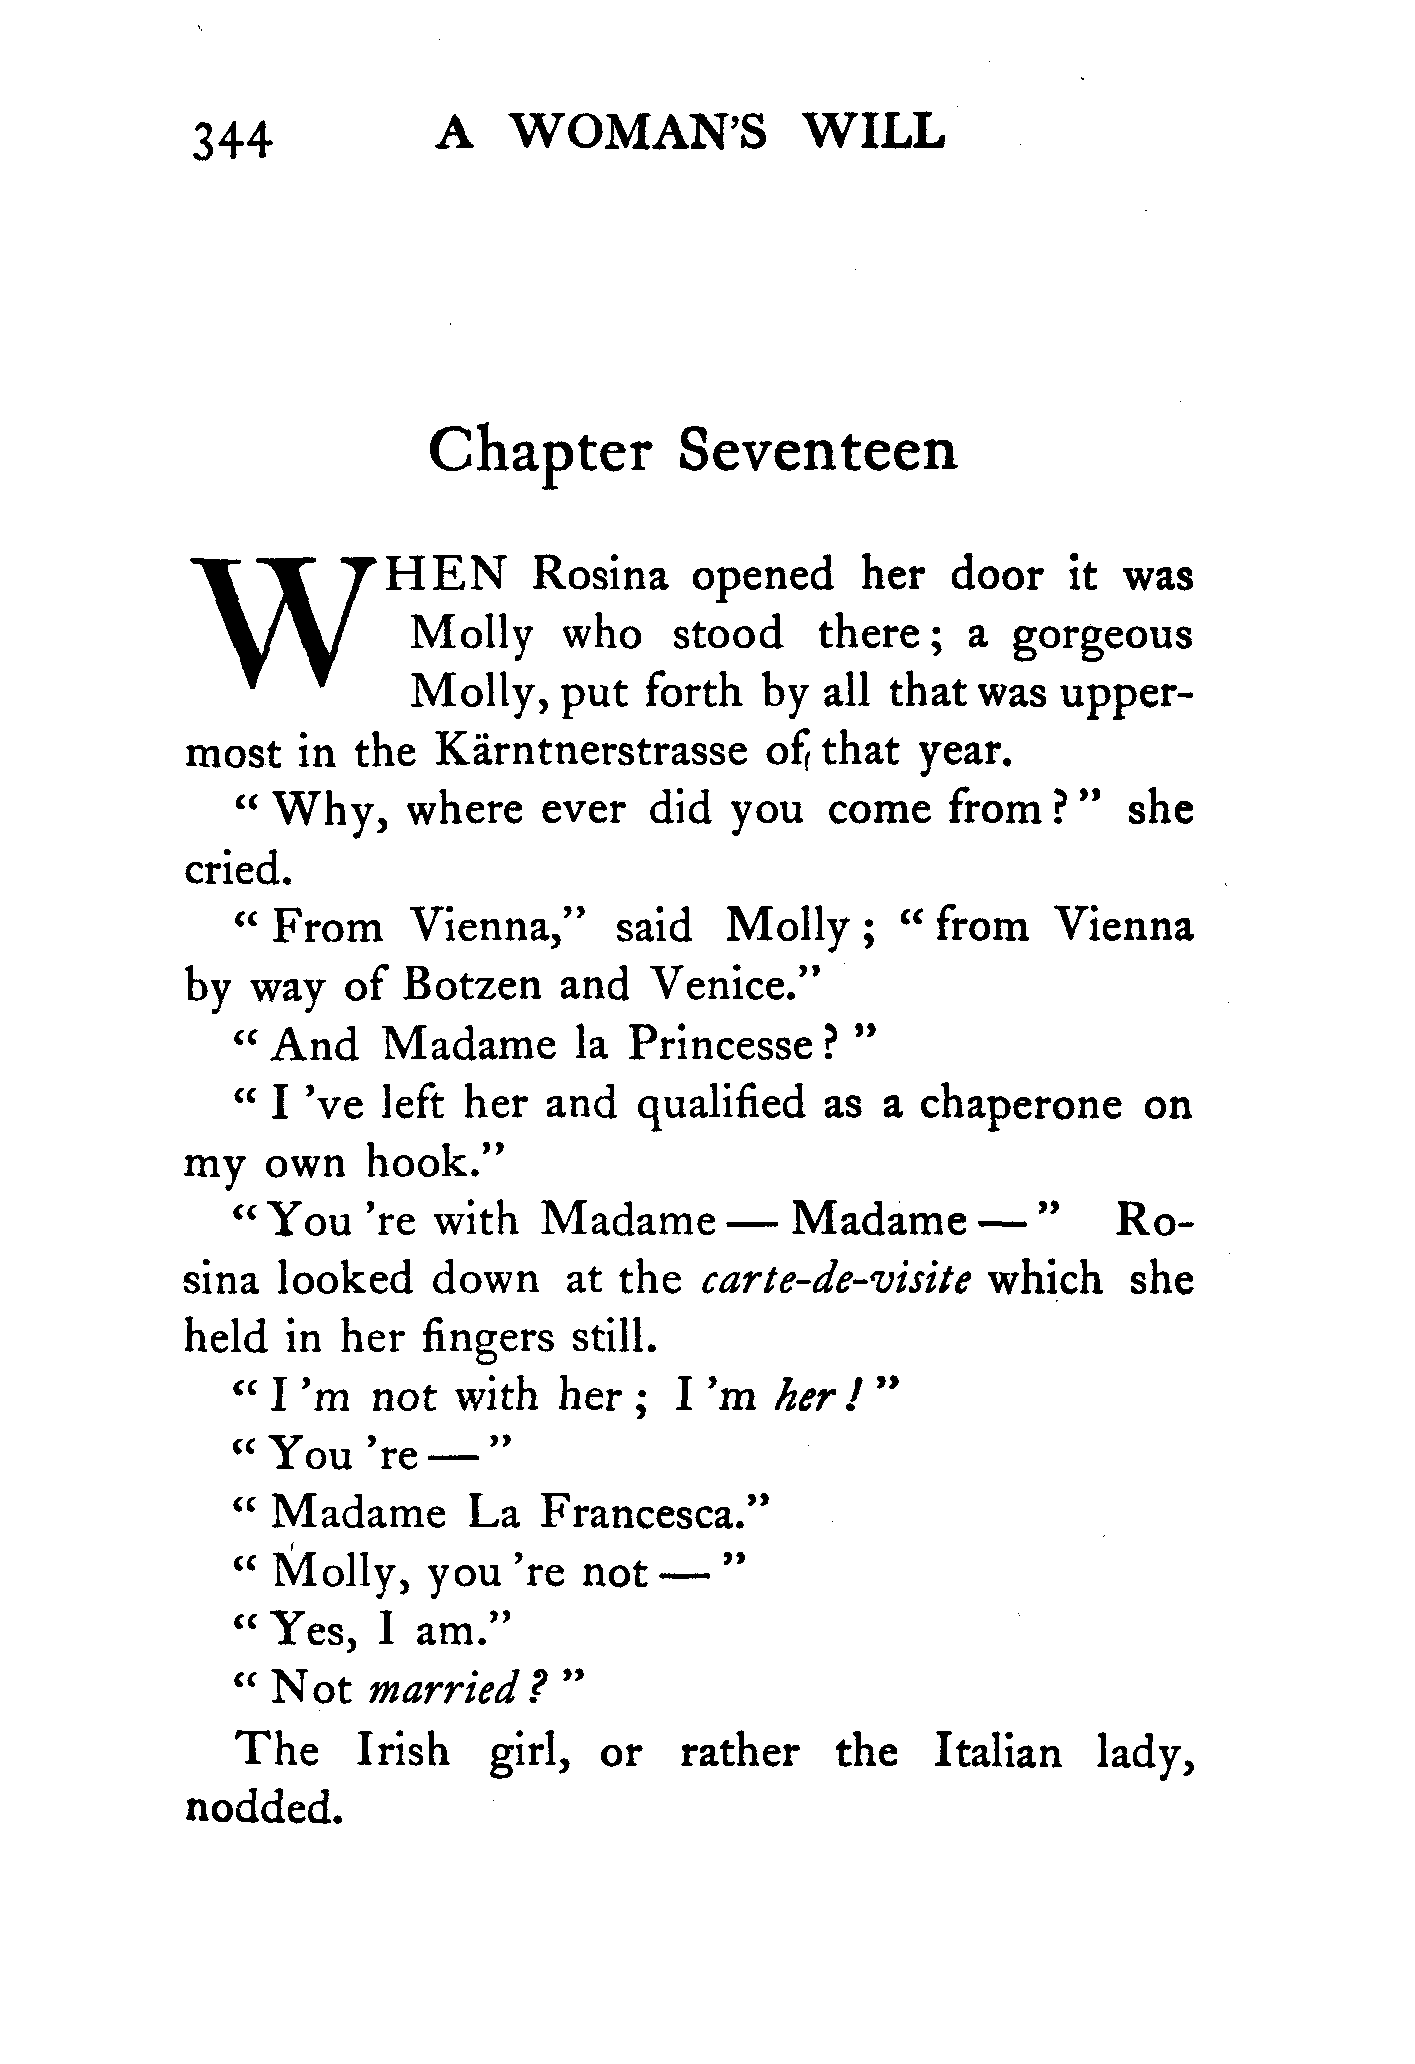 344 A WOMAN'S WILL
Chapter Seventeen
WHEN Rosina opened her door it was
Molly who stood there; a gorgeous
Molly, put forth by all that was upper-
most in the Kärntnerstrasse of that year.
"Why, where ever did you come from?" she
cried.
"From Vienna," said Molly; "from Vienna
by way of Botzen and Venice."
"And Madame la Princesse?"
"I 've left her and qualified as a chaperone on
my own hook."
"You 're with Madame — Madame — " Ro-
sina looked down at the carte-de-visite which she
held in her fingers still.
"I 'm not with her; I 'm her!"
"You 're — "
"Madame La Francesca."
"Molly, you 're not — "
"Yes, I am."
"Not married?"
The Irish girl, or rather the Italian lady,
nodded.